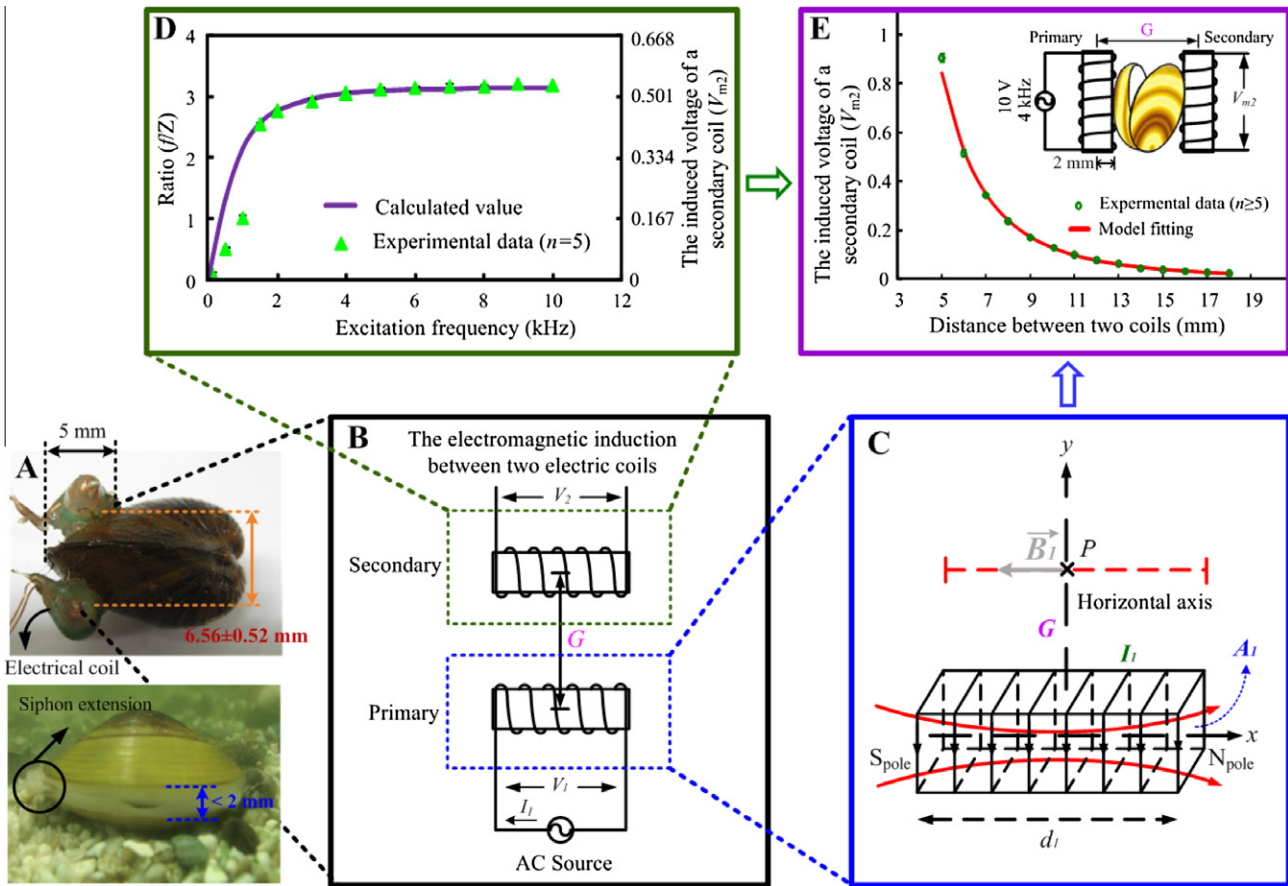 D
4
3
2
1
0
Ratio (f/Z)
0.668
0.501
0.334
0.167
0
The induced voltage of a
secondary coil (Vm2)
Calculated value
Experimental data (n=5)
0 2 4 6 8 10 12
Excitation frequency (kHz)
E
1
0.8
0.6
0.4
0.2
0
The induced voltage of a
secondary coil (Vm2)
Primary
G
Secondary
10 V
4 kHz
Vm2
2 mm
Expermental data (n≥5)
Model fitting
3 5 7 9 11 13 15 17 19
Distance between two coils (mm)
A
5 mm
6.56±0.52 mm
Electrical coil
Siphon extension
< 2 mm
B
The electromagnetic induction
between two electric coils
V2
Secondary
G
Primary
V1
I1
AC Source
C
y
B1
P
Horizontal axis
G
I1
A1
x
Spole
Npole
d1